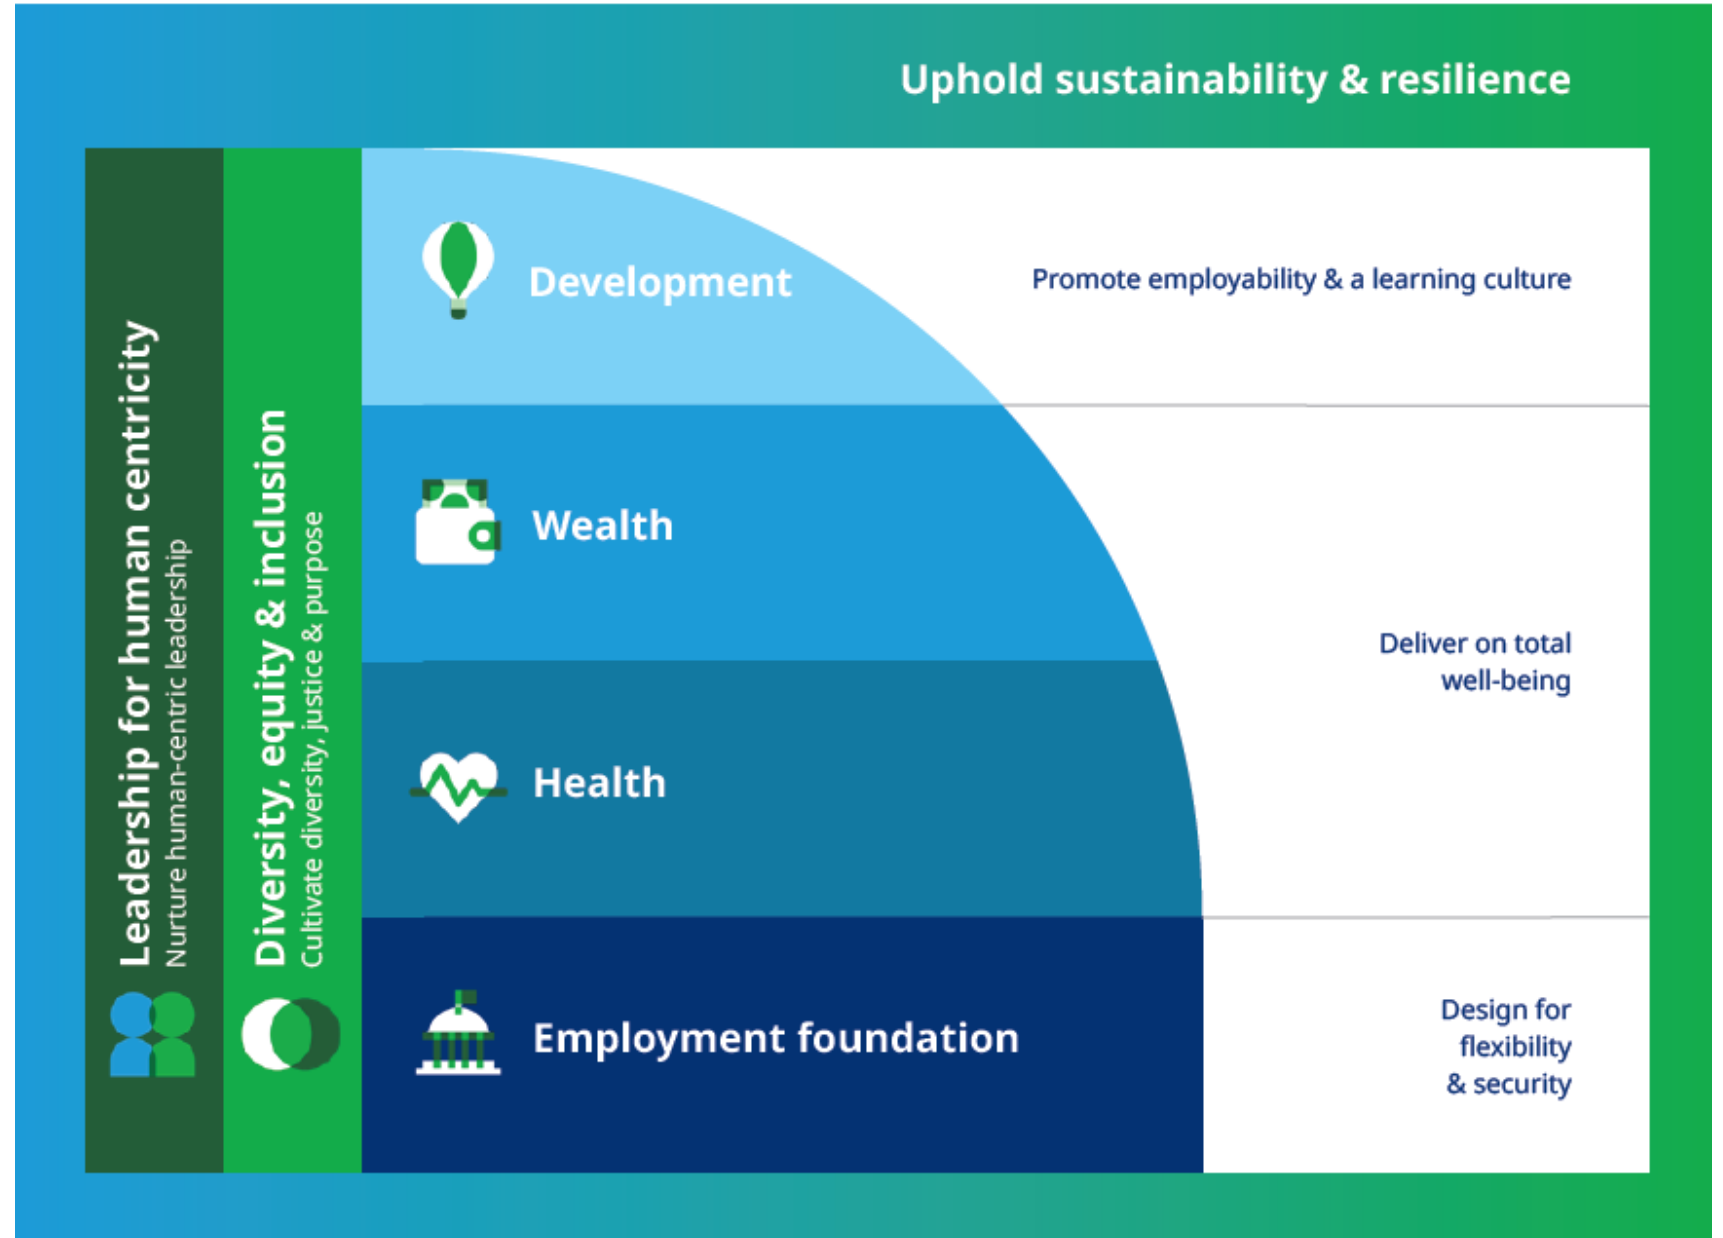 Uphold sustainability & resilience
Leadership for human centricity
Nurture human-centric leadership
Diversity, equity & inclusion
Cultivate diversity, justice & purpose
Development
Promote employability & a learning culture
Wealth
Health
Deliver on total
well-being
Employment foundation
Design for
flexibility
& security